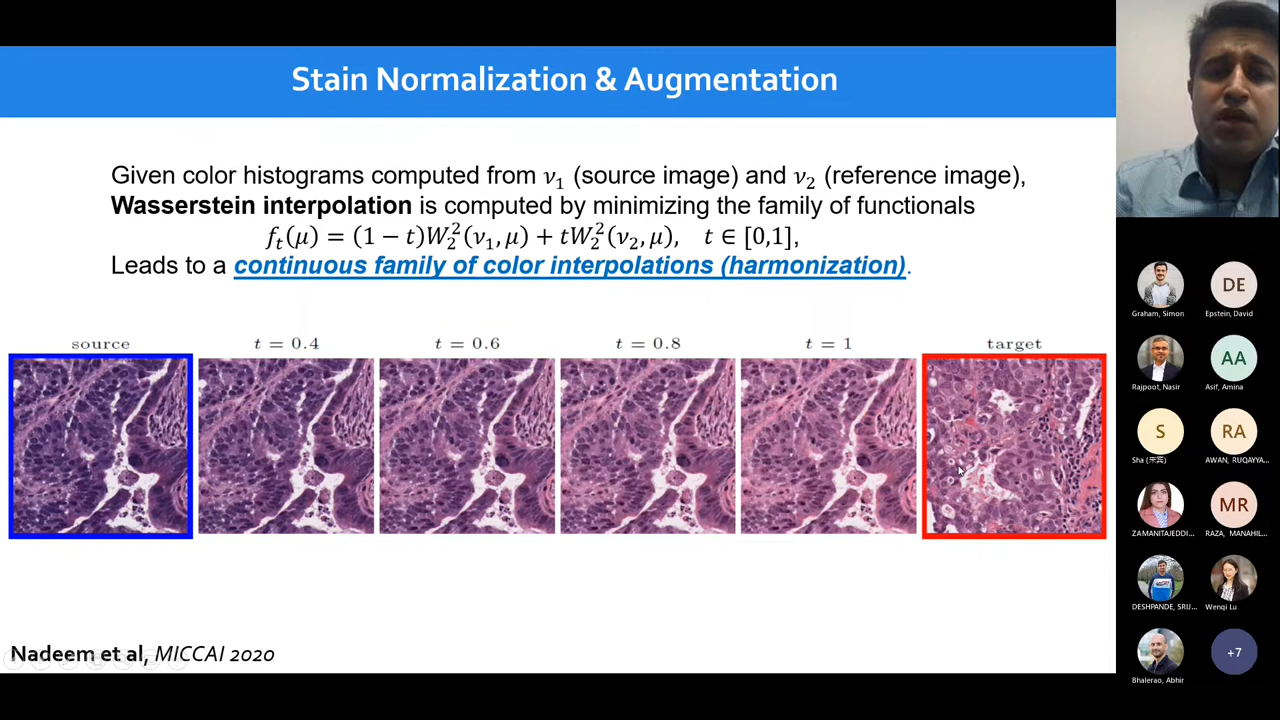 Stain Normalization & Augmentation
Given color histograms computed from ν₁ (source image) and ν₂ (reference image),
Wasserstein interpolation is computed by minimizing the family of functionals
fₜ(μ) = (1 − t)W₂²(ν₁, μ) + tW₂²(ν₂, μ), t ∈ [0,1],
Leads to a continuous family of color interpolations (harmonization).
source
t = 0.4
t = 0.6
t = 0.8
t = 1
target
Nadeem et al, MICCAI 2020
DE
Graham, Simon
Epstein, David
AA
Rajpoot, Nasir
Asif, Amina
S
RA
Sha
AWAN, RUQAYYA...
MR
ZAMANITAJEDDI...
RAZA, MANAHIL...
DESHPANDE, SRIJ...
Wenqi Lu
+7
Bhalerao, Abhir